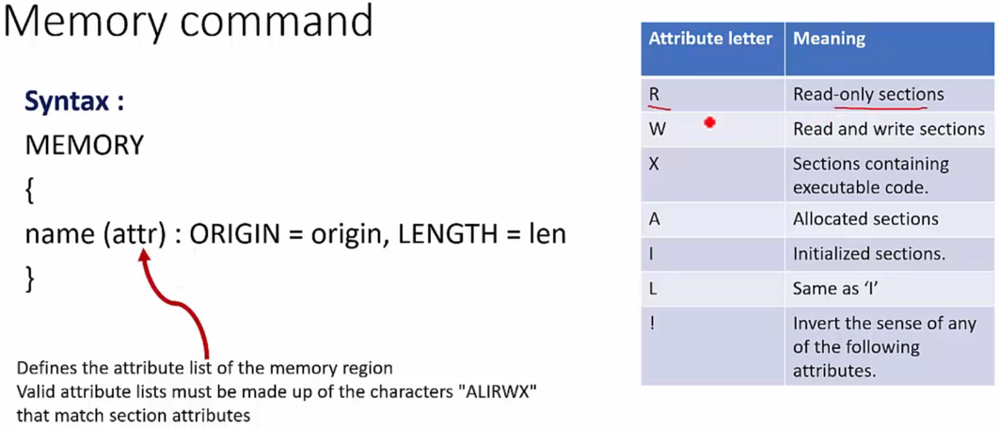 Memory command
Syntax :
MEMORY
{
name (attr) : ORIGIN = origin, LENGTH = len
}
Defines the attribute list of the memory region
Valid attribute lists must be made up of the characters "ALIRWX"
that match section attributes
Attribute letter Meaning
R Read-only sections
W Read and write sections
X Sections containing
executable code.
A Allocated sections
I Initialized sections.
L Same as ‘I’
! Invert the sense of any
of the following
attributes.